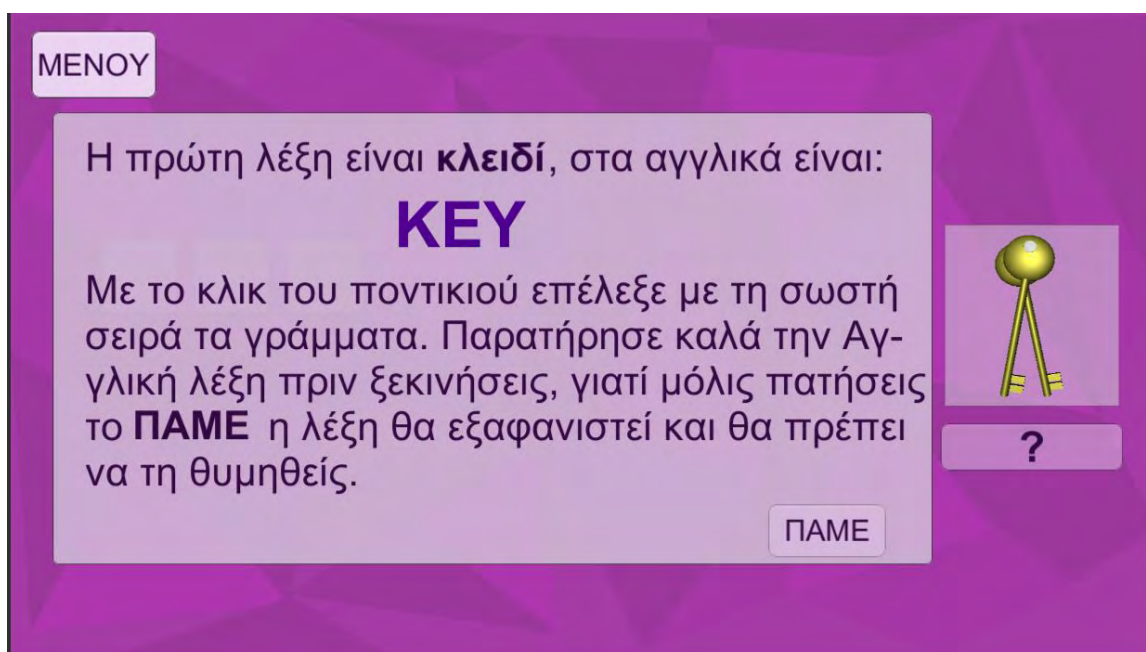 ΜΕΝΟΥ
Η πρώτη λέξη είναι κλειδί, στα αγγλικά είναι:
KEY
Με το κλικ του ποντικιού επέλεξε με τη σωστή
σειρά τα γράμματα. Παρατήρησε καλά την Αγ-
γλική λέξη πριν ξεκινήσεις, γιατί μόλις πατήσεις
το ΠΑΜΕ η λέξη θα εξαφανιστεί και θα πρέπει
να τη θυμηθείς.
?
ΠΑΜΕ